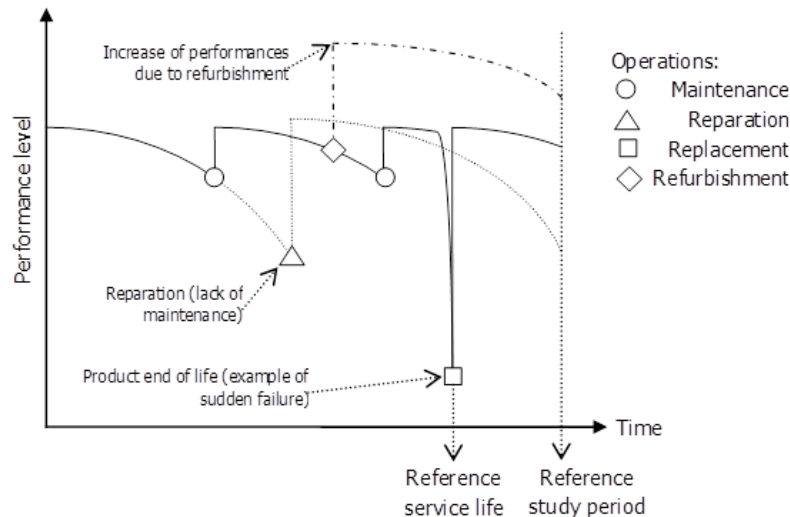 Increase of performances
due to refurbishment
Operations:
Maintenance
Reparation
Replacement
Refurbishment
Performance level
Reparation (lack of
maintenance)
Product end of life (example of
sudden failure)
Time
Reference
service life
Reference
study period